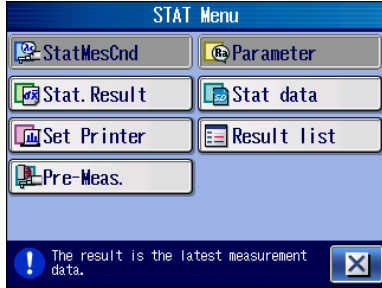 STAT Menu
StatMesCnd
Parameter
Stat.Result
Stat data
Set Printer
Result list
Pre-Meas.
The result is the latest measurement
data.